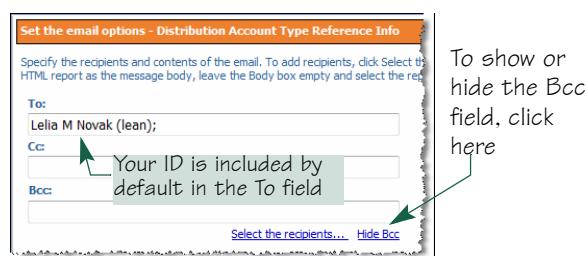 Set the email options - Distribution Account Type Reference Info
Specify the recipients and contents of the email. To add recipients, click Select th
HTML report as the message body, leave the Body box empty and select the rep
To:
Lelia M Novak (lean);
Cc:
Your ID is included by
default in the To field
Bcc:
Select the recipients... Hide Bcc
To show or
hide the Bcc
field, click
here